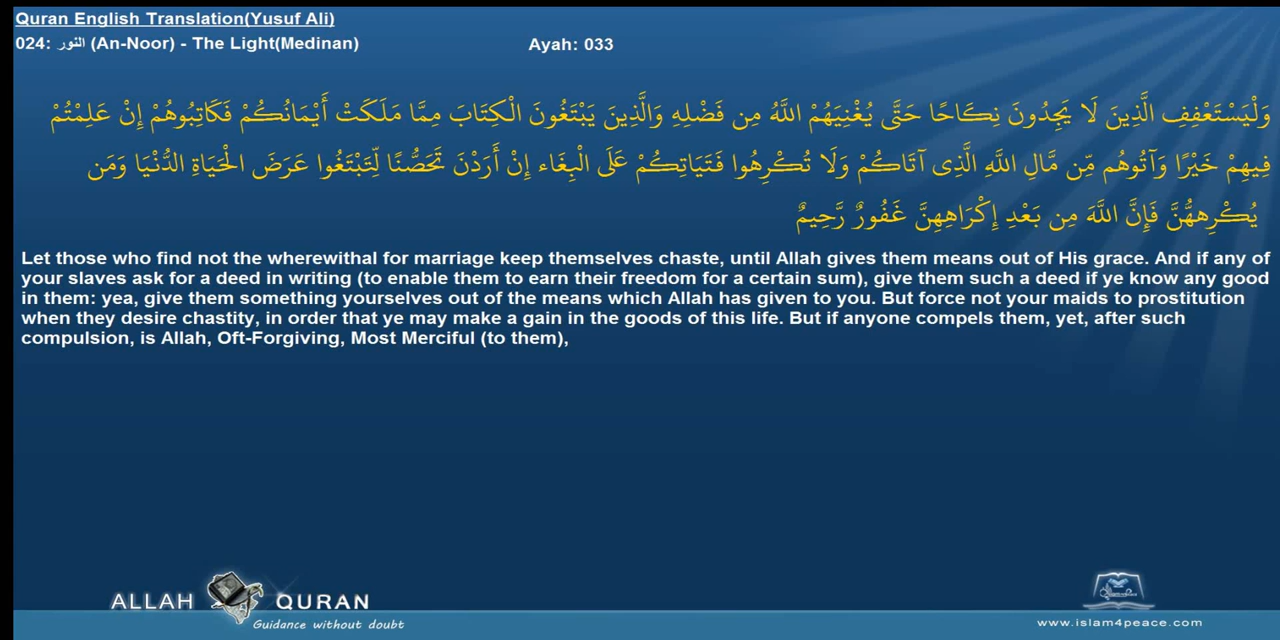 Quran English Translation(Yusuf Ali)
024: النور (An-Noor) - The Light(Medinan) Ayah: 033
وَلْيَسْتَعْفِفِ الَّذِينَ لَا يَجِدُونَ نِكَاحًا حَتَّى يُغْنِيَهُمْ اللَّهُ مِن فَضْلِهِ وَالَّذِينَ يَبْتَغُونَ الْكِتَابَ مِمَّا مَلَكَتْ أَيْمَانُكُمْ فَكَاتِبُوهُمْ إِنْ عَلِمْتُمْ
فِيهِمْ خَيْرًا وَآتُوهُم مِّن مَّالِ اللَّهِ الَّذِى آتَاكُمْ وَلَا تُكْرِهُوا فَتَيَاتِكُمْ عَلَى الْبِغَاء إِنْ أَرَدْنَ تَحَصُّنًا لِّتَبْتَغُوا عَرَضَ الْحَيَاةِ الدُّنْيَا وَمَن
يُكْرِههُّنَّ فَإِنَّ اللَّهَ مِن بَعْدِ إِكْرَاهِهِنَّ غَفُورٌ رَّحِيمٌ
Let those who find not the wherewithal for marriage keep themselves chaste, until Allah gives them means out of His grace. And if any of
your slaves ask for a deed in writing (to enable them to earn their freedom for a certain sum), give them such a deed if ye know any good
in them: yea, give them something yourselves out of the means which Allah has given to you. But force not your maids to prostitution
when they desire chastity, in order that ye may make a gain in the goods of this life. But if anyone compels them, yet, after such
compulsion, is Allah, Oft-Forgiving, Most Merciful (to them),
ALLAH QURAN
Guidance without doubt
www.islam4peace.com